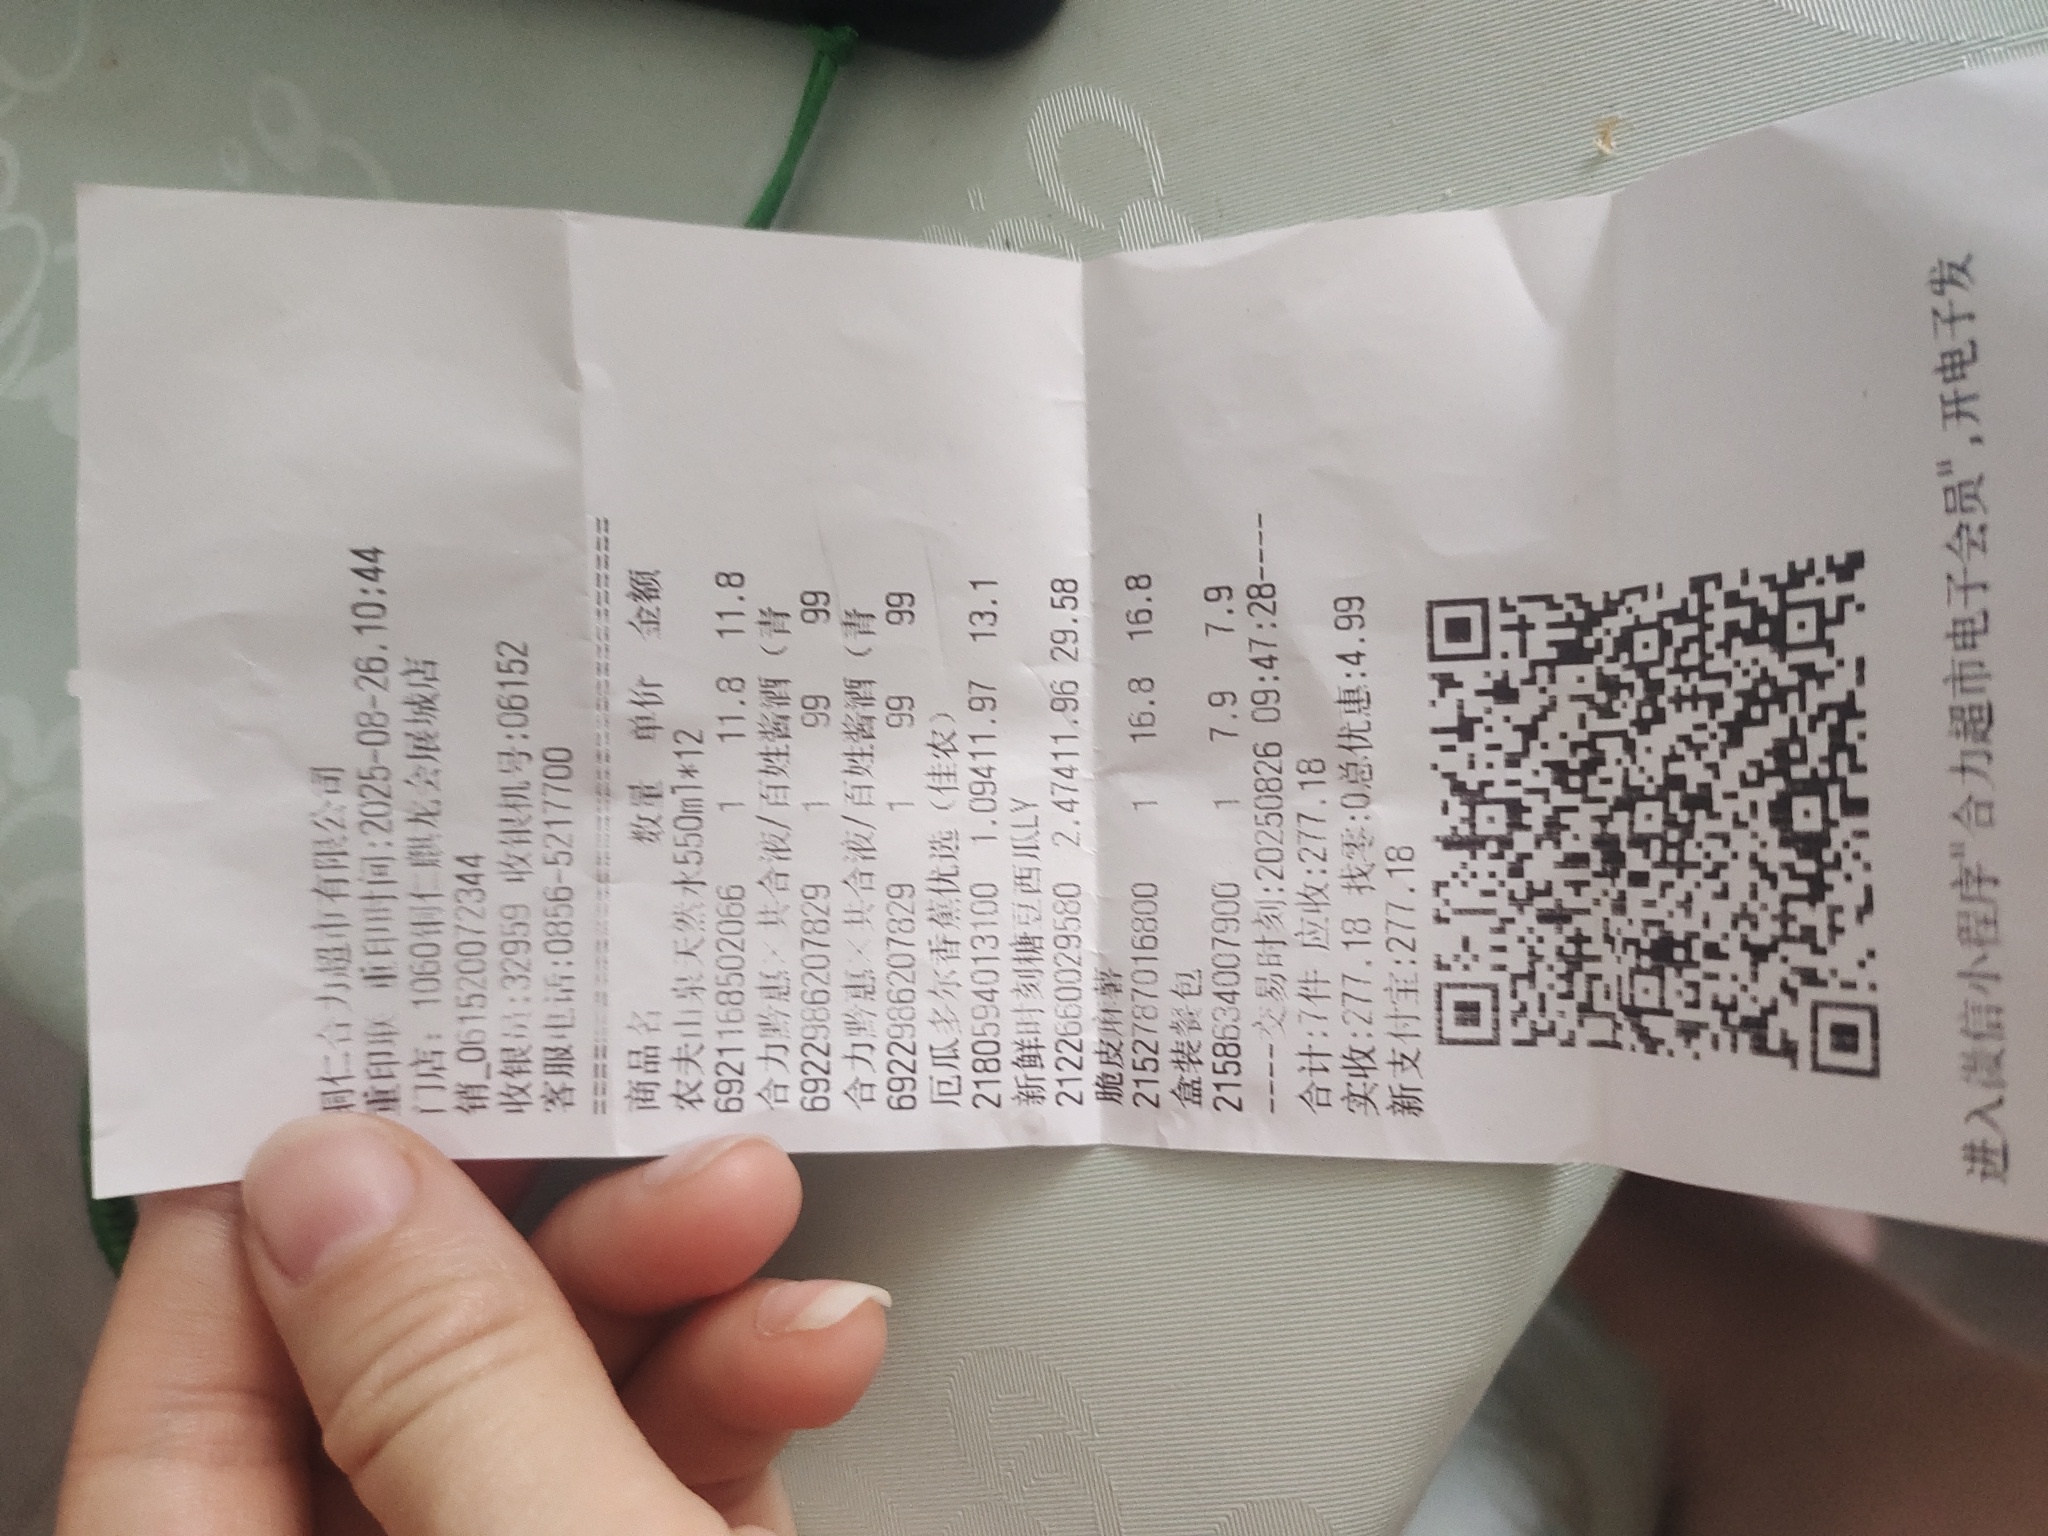 铜仁合力超市有限公司
重印联 重印时间:2025-08-26.10:44
门店: 1060铜仁麒龙会展城店
销_061520072344
收银员:32959 收银机号:06152
客服电话:0856-5217700
================================
商品名 数量 单价 金额
农夫山泉天然水550ml*12
6921168502066 1 11.8 11.8
合力黔惠×共合液/百姓酱酒（青
6922986207829 1 99 99
合力黔惠×共合液/百姓酱酒（青
6922986207829 1 99 99
厄瓜多尔香蕉优选（佳农）
2180594013100 1.09411.97 13.1
新鲜时刻糖豆西瓜LY
2122660029580 2.47411.96 29.58
脆皮麻薯
2152787016800 1 16.8 16.8
盒装餐包
2158634007900 1 7.9 7.9
-----交易时刻:20250826 09:47:28----
合计:7件 应收:277.18
实收:277.18 找零:0总优惠:4.99
新支付宝:277.18
进入微信小程序"合力超市电子会员",开电子发